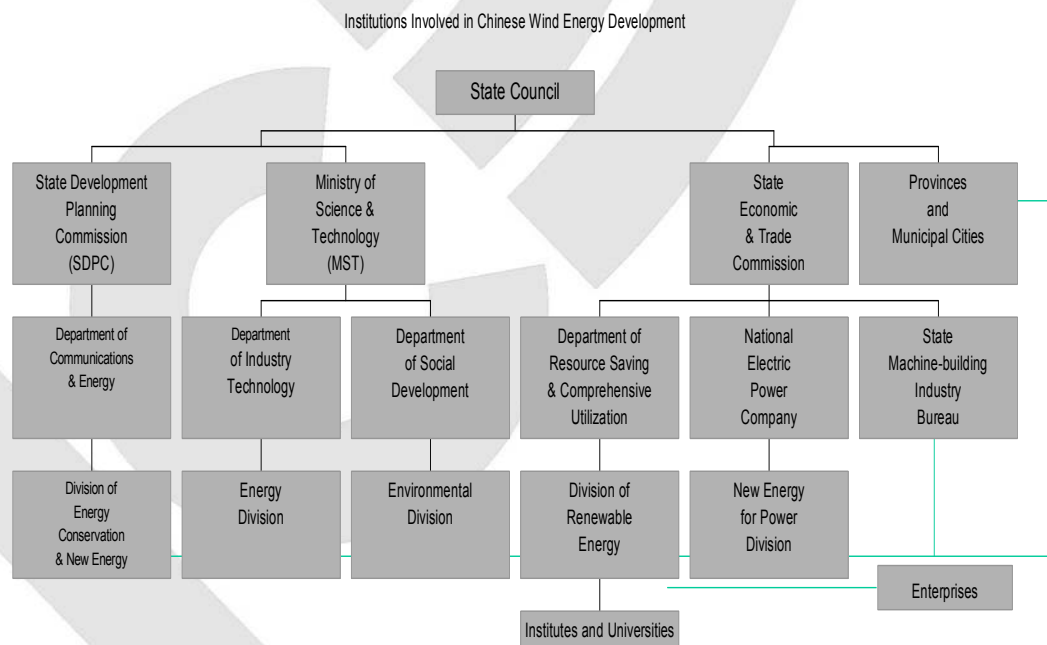 Institutions Involved in Chinese Wind Energy Development
State Council
State Development
Planning
Commission
(SDPC)
Ministry of
Science &
Technology
(MST)
State
Economic
& Trade
Commission
Provinces
and
Municipal Cities
Department of
Communications
& Energy
Department
of Industry
Technology
Department
of Social
Development
Department of
Resource Saving
& Comprehensive
Utilization
National
Electric
Power
Company
State
Machine-building
Industry
Bureau
Division of
Energy
Conservation
& New Energy
Energy
Division
Environmental
Division
Division of
Renewable
Energy
New Energy
for Power
Division
Enterprises
Institutes and Universities